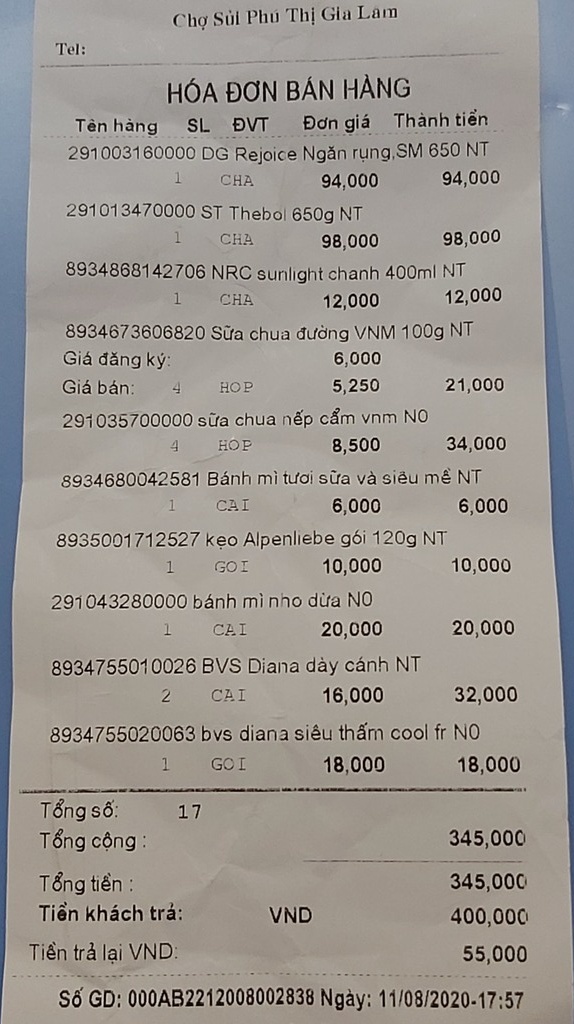 Chợ Sủi Phú Thị Gia Lâm
Tel:
HÓA ĐƠN BÁN HÀNG
Tên hàng SL ĐVT Đơn giá Thành tiền
291003160000 DG Rejoice Ngăn rụng,SM 650 NT
1 CHA 94,000 94,000
291013470000 ST Thebol 650g NT
1 CHA 98,000 98,000
8934868142706 NRC sunlight chanh 400ml NT
1 CHA 12,000 12,000
8934673606820 Sữa chua đường VNM 100g NT
Giá đăng ký: 6,000
Giá bán: 4 HOP 5,250 21,000
291035700000 sữa chua nếp cẩm vnm N0
4 HOP 8,500 34,000
8934680042581 Bánh mì tươi sữa và siêu mề NT
1 CAI 6,000 6,000
8935001712527 kẹo Alpenliebe gói 120g NT
1 GOI 10,000 10,000
291043280000 bánh mì nho dừa N0
1 CAI 20,000 20,000
8934755010026 BVS Diana dày cánh NT
2 CAI 16,000 32,000
8934755020063 bvs diana siêu thấm cool fr N0
1 GOI 18,000 18,000
Tổng số: 17
Tổng cộng : 345,000
Tổng tiền : 345,000
Tiền khách trả: VND 400,000
Tiền trả lại VND: 55,000
Số GD: 000AB2212008002838 Ngày: 11/08/2020-17:57